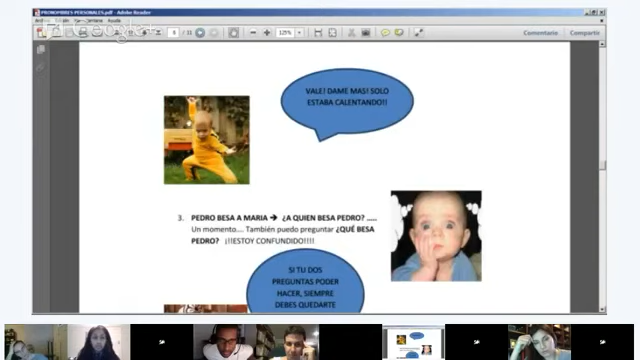 PRONOMBRES PERSONALES.pdf - Adobe Reader
Ayuda
125%
Comentario
Compartir
VALE! DAME MAS! SOLO
ESTABA CALENTANDO!!
3. PEDRO BESA A MARIA ➔ ¿A QUIEN BESA PEDRO? .....
Un momento.... También puedo preguntar ¿QUÉ BESA
PEDRO? ¡!!ESTOY CONFUNDIDO!!!!
SI TU DOS
PREGUNTAS PODER
HACER, SIEMPRE
DEBES QUEDARTE